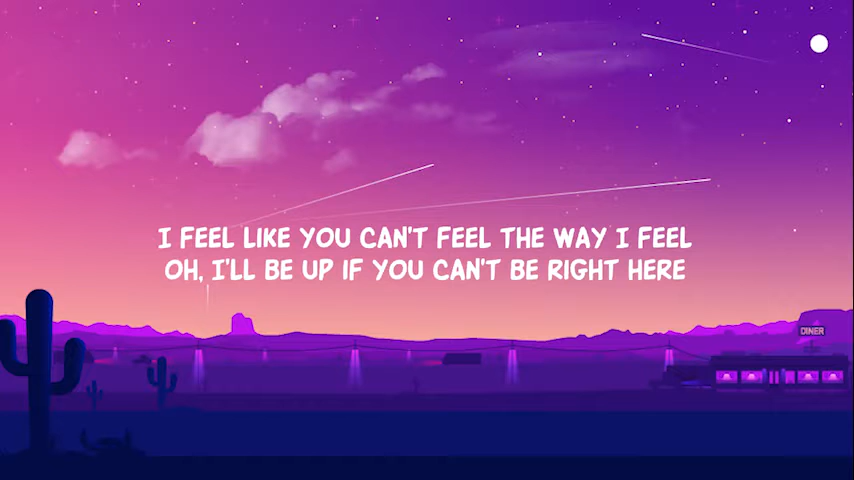 I FEEL LIKE YOU CAN'T FEEL THE WAY I FEEL
OH, I'LL BE UP IF YOU CAN'T BE RIGHT HERE
DINER